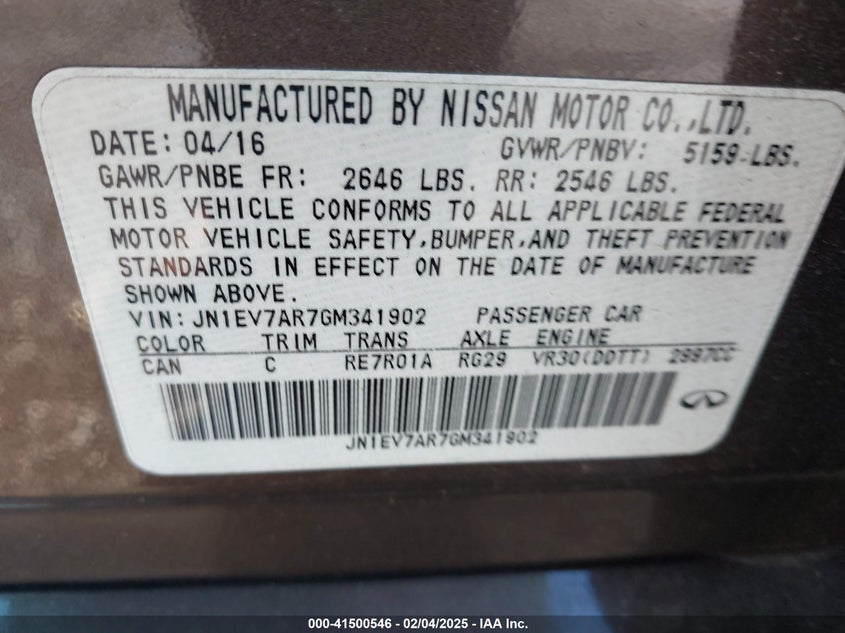 MANUFACTURED BY NISSAN MOTOR CO.,LTD.
DATE: 04/16 GVWR/PNBV: 5159 LBS.
GAWR/PNBE FR: 2646 LBS. RR: 2546 LBS.
THIS VEHICLE CONFORMS TO ALL APPLICABLE FEDERAL
MOTOR VEHICLE SAFETY,BUMPER,AND THEFT PREVENTION
STANDARDS IN EFFECT ON THE DATE OF MANUFACTURE
SHOWN ABOVE.
VIN: JN1EV7AR7GM341902 PASSENGER CAR
COLOR TRIM TRANS AXLE ENGINE
CAN C RE7R01A RG29 VR30(DDTT) 2997CC
JN1EV7AR7GM341902
000-41500546 - 02/04/2025 - IAA Inc.